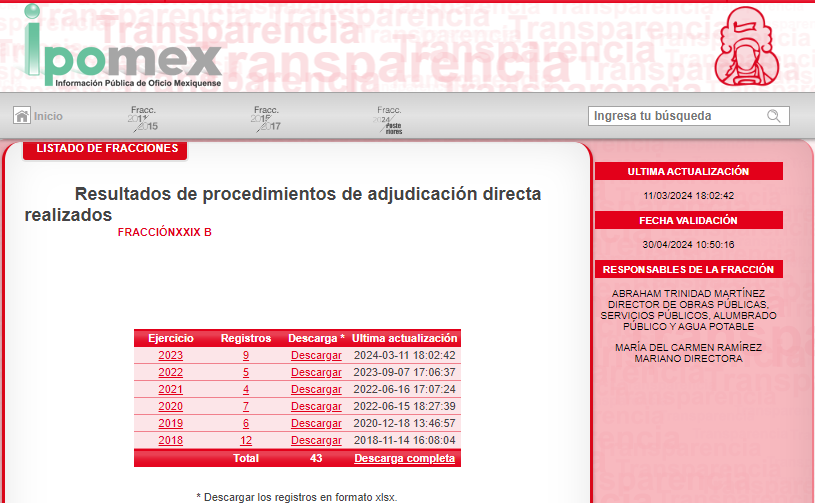 Transparencia
ipomex
Información Pública de Oficio Mexiquense
Inicio
Fracc.
2011
/2015
Fracc.
2015
/2017
Fracc.
2024
/Posteriores
Ingresa tu búsqueda
LISTADO DE FRACCIONES
Resultados de procedimientos de adjudicación directa
realizados
FRACCIÓNXXIX B
Ejercicio Registros Descarga * Ultima actualización
2023 9 Descargar 2024-03-11 18:02:42
2022 5 Descargar 2023-09-07 17:06:37
2021 4 Descargar 2022-06-16 17:07:24
2020 7 Descargar 2022-06-15 18:27:39
2019 6 Descargar 2020-12-18 13:46:57
2018 12 Descargar 2018-11-14 16:08:04
Total 43 Descarga completa
* Descargar los registros en formato xlsx.
ULTIMA ACTUALIZACIÓN
11/03/2024 18:02:42
FECHA VALIDACIÓN
30/04/2024 10:50:16
RESPONSABLES DE LA FRACCIÓN
ABRAHAM TRINIDAD MARTÍNEZ
DIRECTOR DE OBRAS PÚBLICAS,
SERVICIOS PÚBLICOS, ALUMBRADO
PÚBLICO Y AGUA POTABLE
MARÍA DEL CARMEN RAMÍREZ
MARIANO DIRECTORA